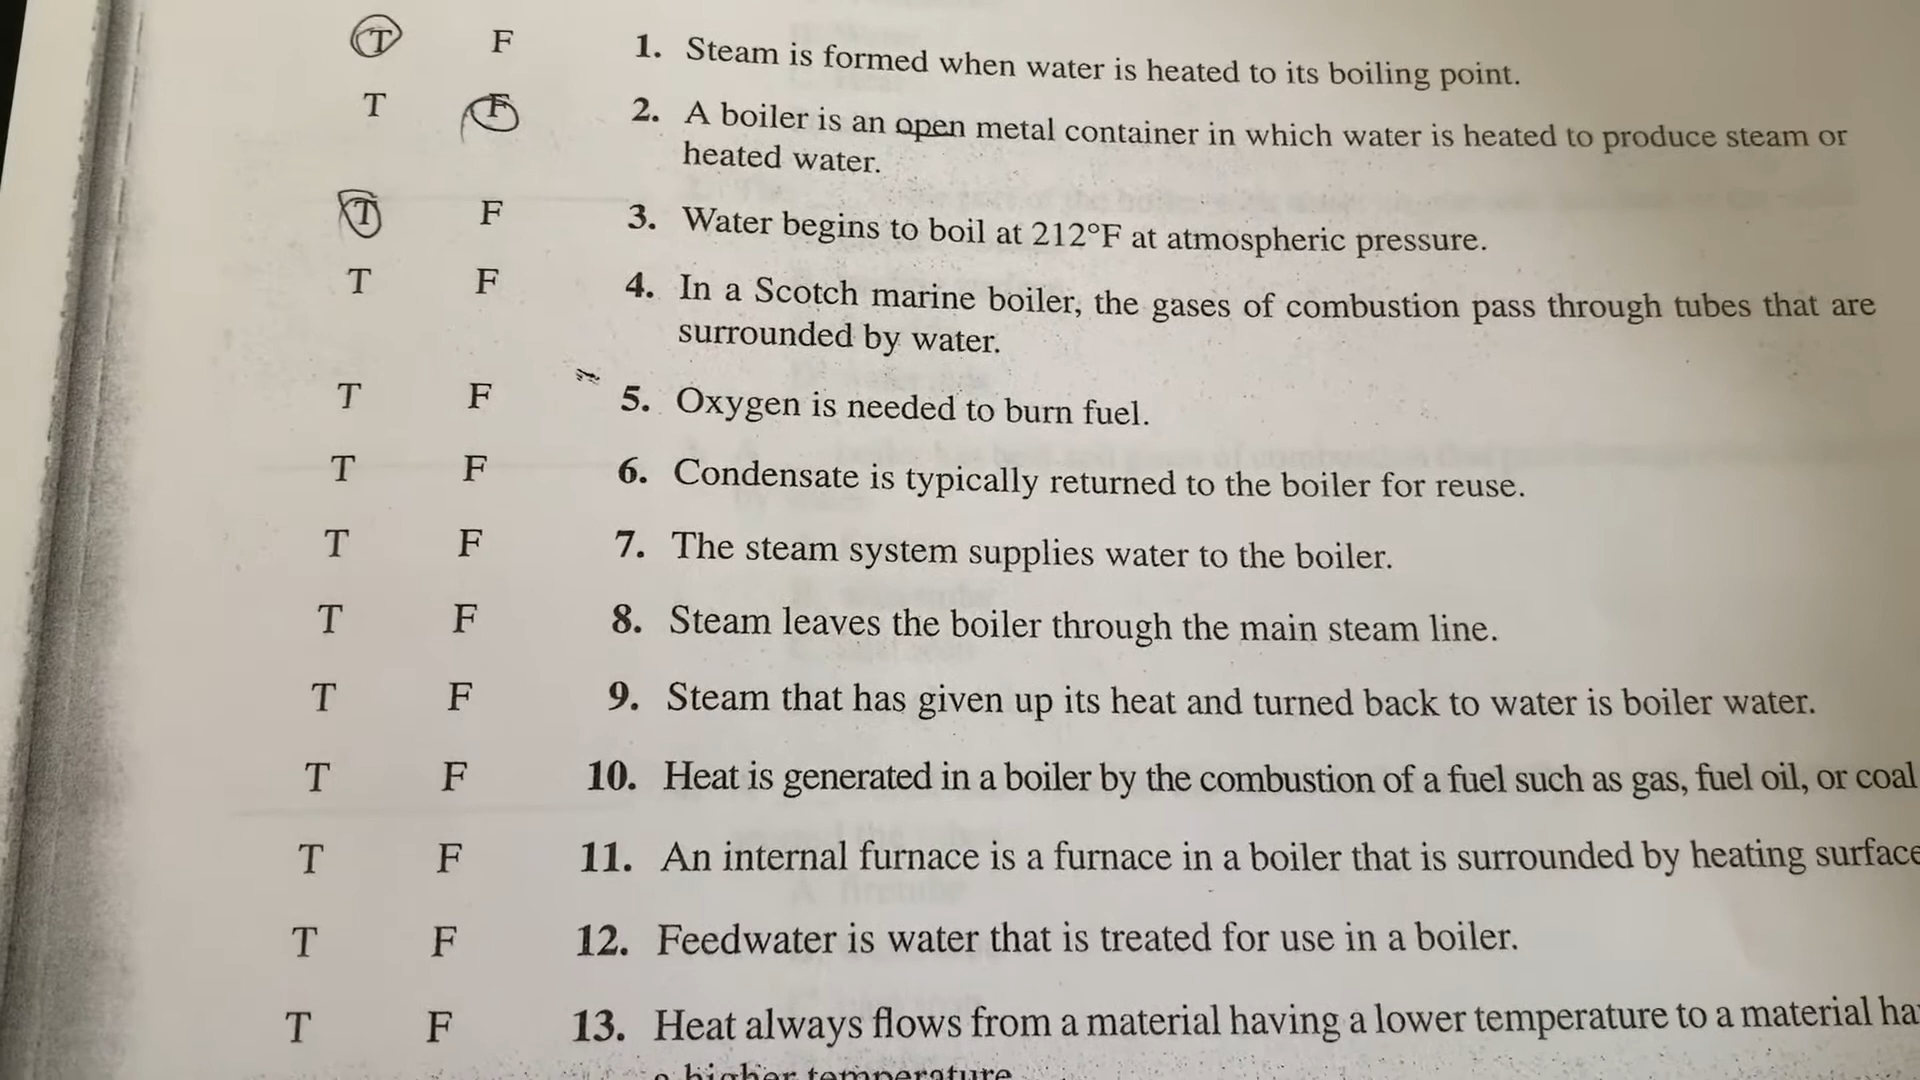 T F 1. Steam is formed when water is heated to its boiling point.
T F 2. A boiler is an open metal container in which water is heated to produce steam or
heated water.
T F 3. Water begins to boil at 212°F at atmospheric pressure.
T F 4. In a Scotch marine boiler, the gases of combustion pass through tubes that are
surrounded by water.
T F 5. Oxygen is needed to burn fuel.
T F 6. Condensate is typically returned to the boiler for reuse.
T F 7. The steam system supplies water to the boiler.
T F 8. Steam leaves the boiler through the main steam line.
T F 9. Steam that has given up its heat and turned back to water is boiler water.
T F 10. Heat is generated in a boiler by the combustion of a fuel such as gas, fuel oil, or coal
T F 11. An internal furnace is a furnace in a boiler that is surrounded by heating surface
T F 12. Feedwater is water that is treated for use in a boiler.
T F 13. Heat always flows from a material having a lower temperature to a material ha
a higher temperature